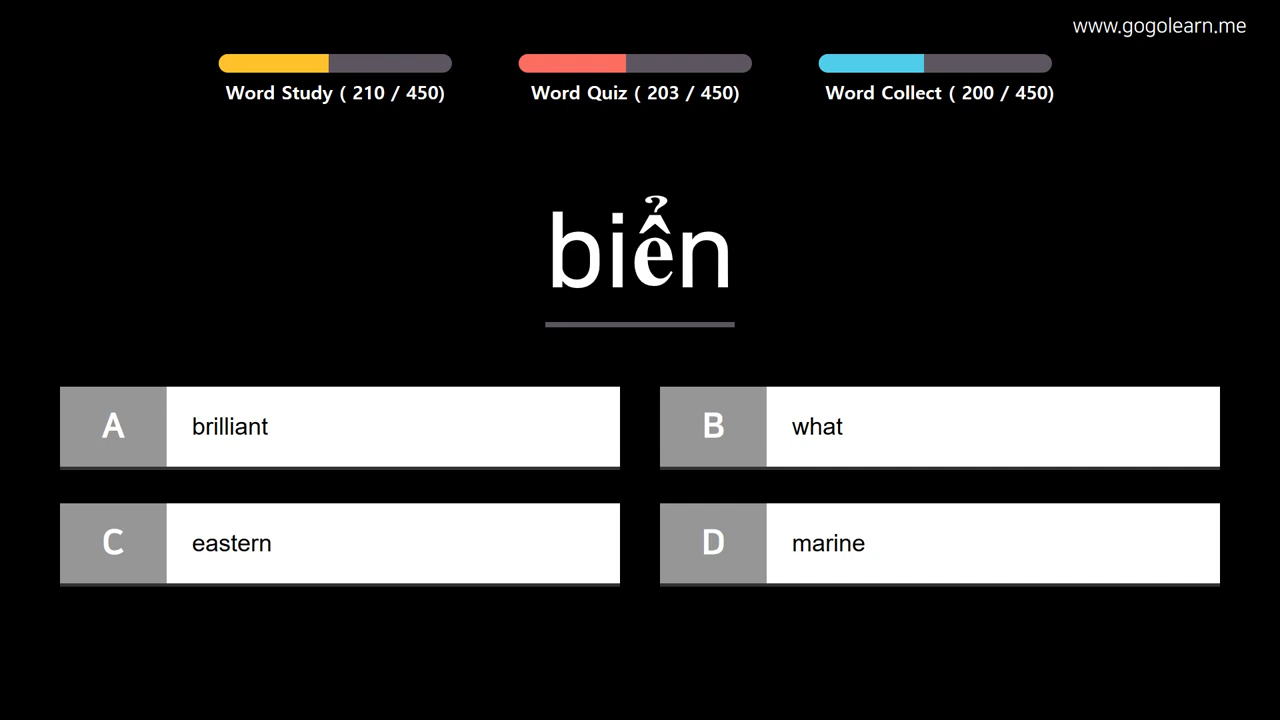 www.gogolearn.me
Word Study ( 210 / 450)
Word Quiz ( 203 / 450)
Word Collect ( 200 / 450)
biển
A brilliant
B what
C eastern
D marine